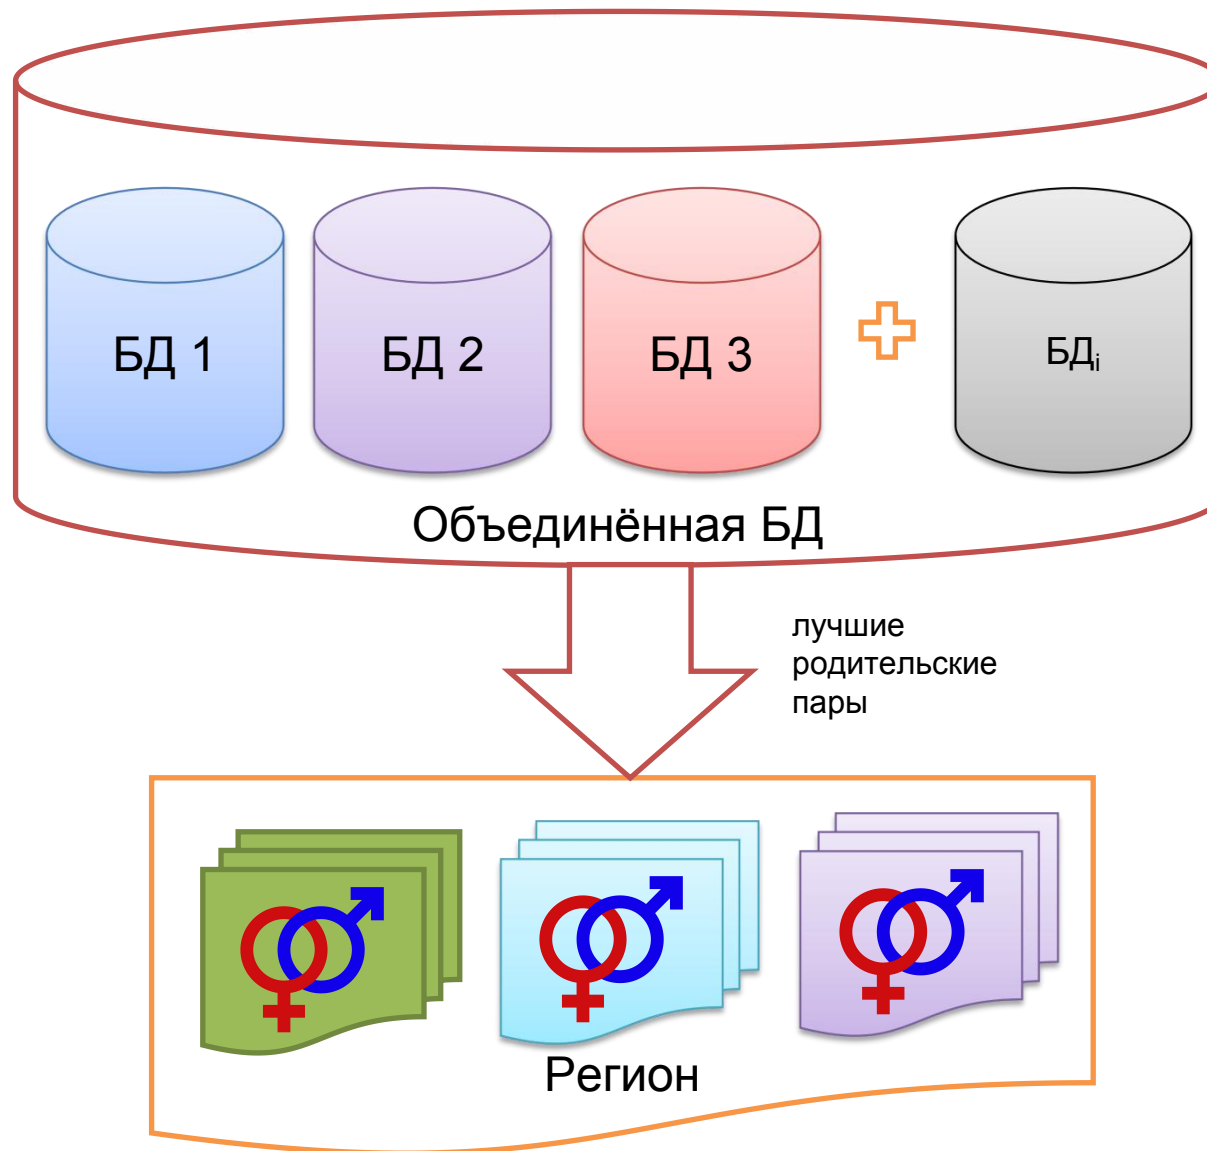 БД 1
БД 2
БД 3
БДi
Объединённая БД
лучшие
родительские
пары
Регион